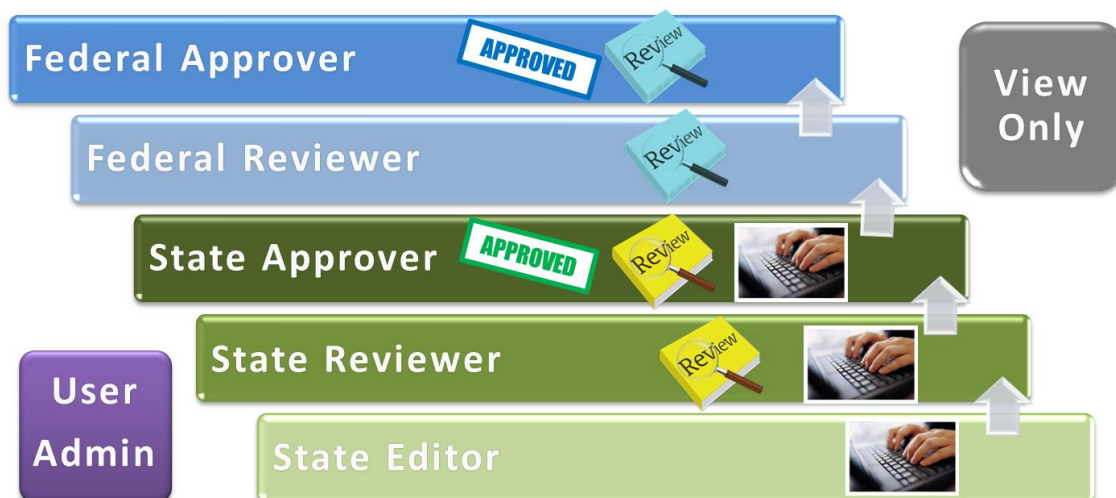 Federal Approver
APPROVED
Review
View
Only
Federal Reviewer
Review
State Approver
APPROVED
Review
State Reviewer
Review
User
Admin
State Editor